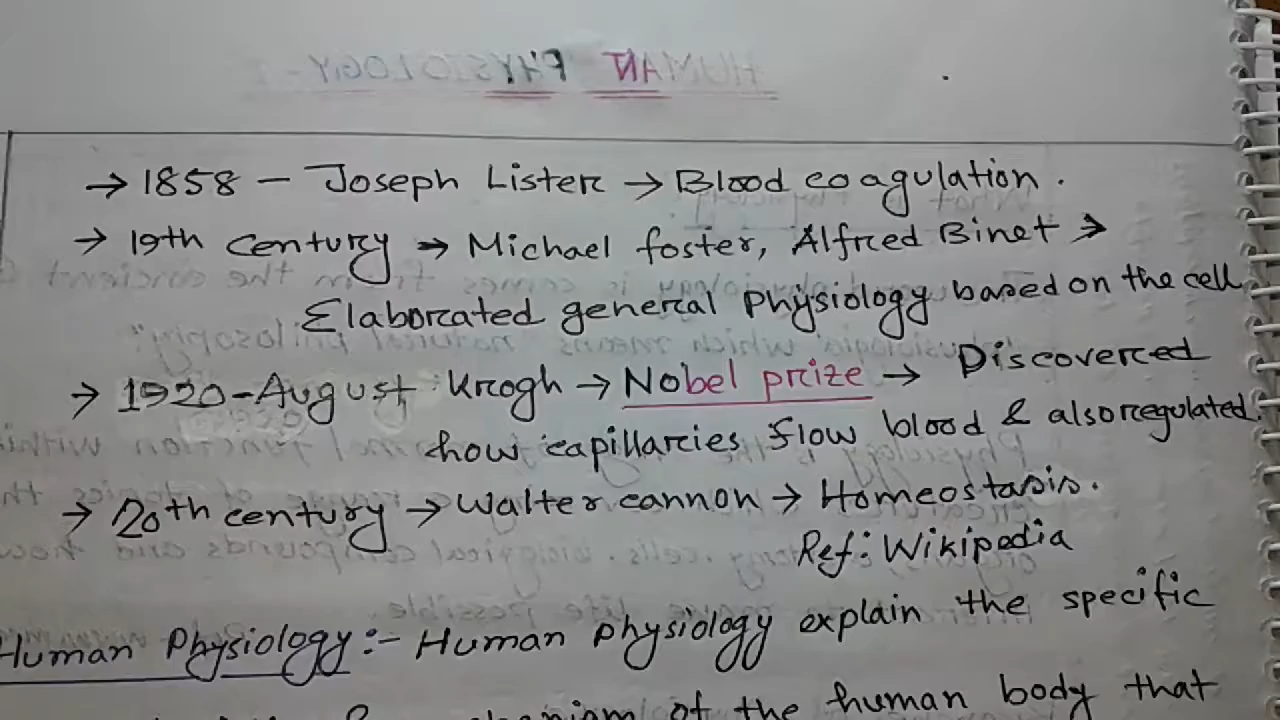 HUMAN PHYSIOLOGY -
→ 1858 - Joseph Lister → Blood coagulation.
→ 19th century → Michael foster, Alfred Binet →
Elaborated general Physiology based on the cell
→ 1920-August Krogh → Nobel prize → Discovered
how capillaries flow blood & also regulated.
→ 20th century → Walter cannon → Homeostasis.
Ref: Wikipedia
Human Physiology:- Human physiology explain the specific
of the human body that